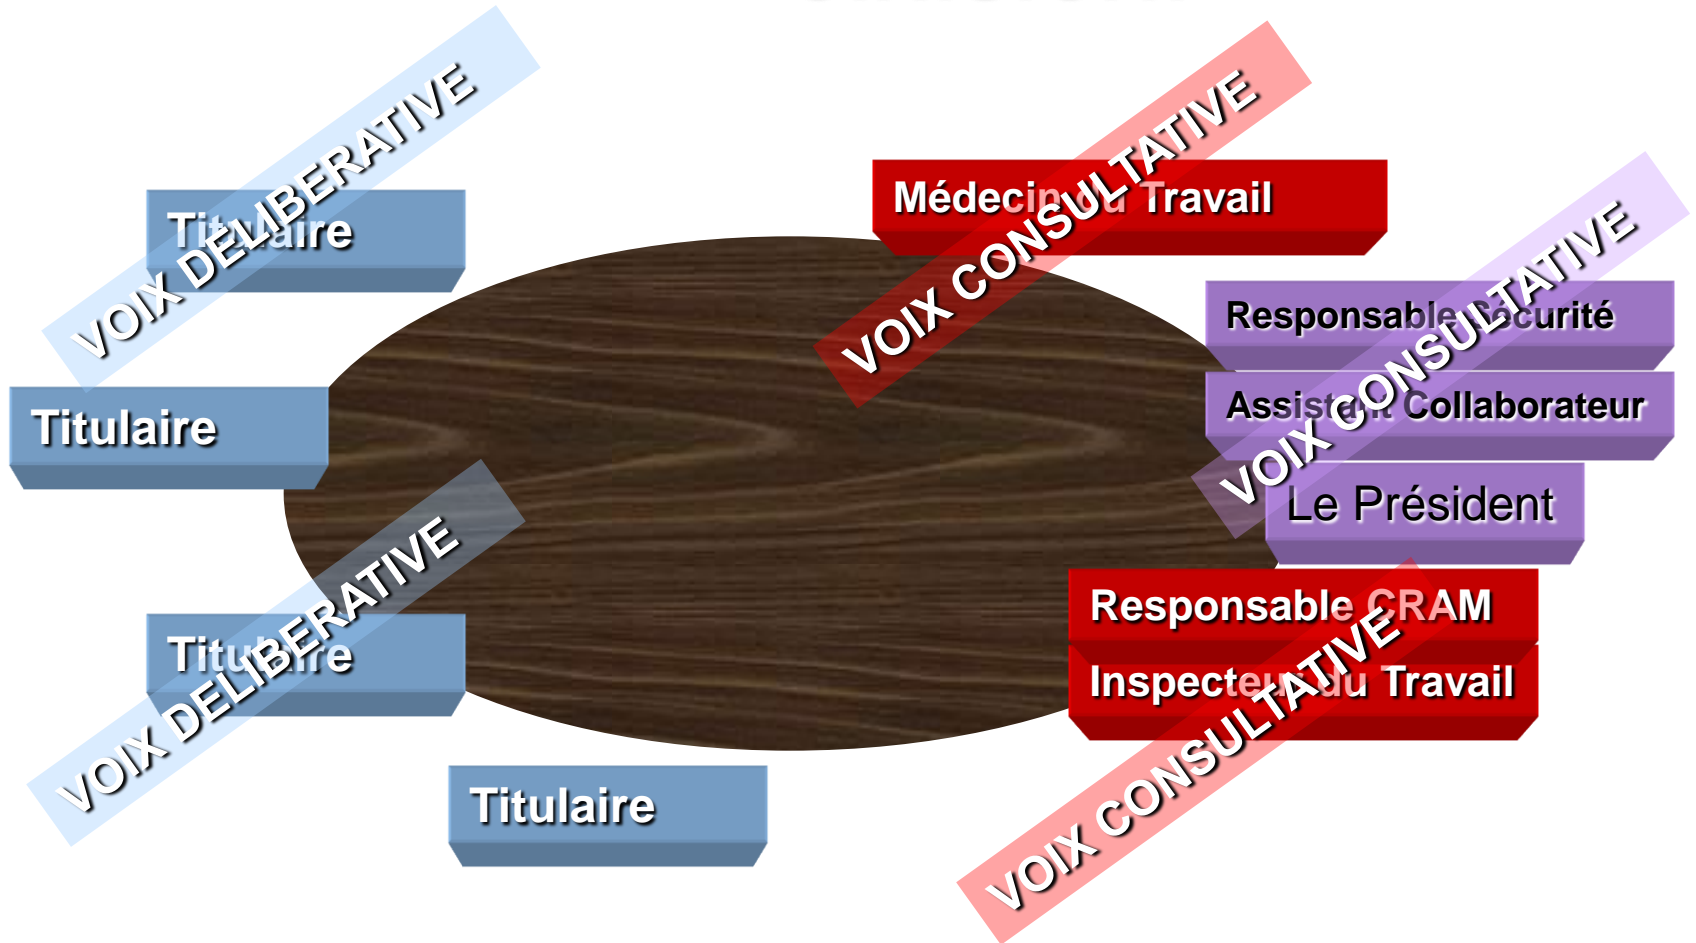 VOIX DELIBERATIVE
Titulaire
Titulaire
VOIX DELIBERATIVE
Titulaire
Titulaire
VOIX CONSULTATIVE
Médecin du Travail
VOIX CONSULTATIVE
Responsable Sécurité
Assistant Collaborateur
Le Président
Responsable CRAM
Inspecteur du Travail
VOIX CONSULTATIVE